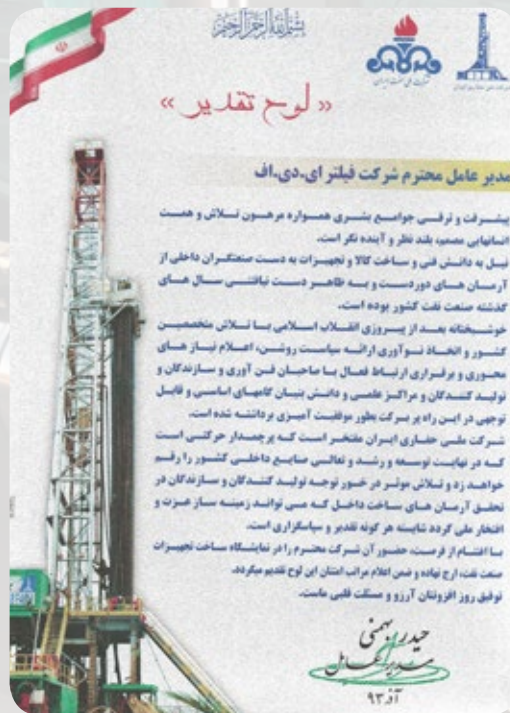 بسم الله الرحمن الرحیم
شرکت ملی نفت ایران
« لوح تقدیر »
مدیر عامل محترم شرکت فیلتر ای.دی.اف
پیشرفت و ترقی جوامع بشری همواره مرهون تلاش و همت
انسانهایی مصمم، بلند نظر و آینده نگر است.
نیل به دانش فنی و ساخت کالا و تجهیزات به دست صنعتگران داخلی از
آرمان های دوردست و به ظاهر دست نیافتنی سال های
گذشته صنعت نفت کشور بوده است.
خوشبختانه بعد از پیروزی انقلاب اسلامی با تلاش متخصصین
کشور و اتخاذ نوآوری ارائه سیاست روشن، اعلام نیاز های
محوری و برقراری ارتباط فعال با صاحبان فن آوری و سازندگان و
تولید کنندگان و مراکز علمی و دانش بنیان گامهای اساسی و قابل
توجهی در این راه پر برکت بطور موفقیت آمیزی برداشته شده است.
شرکت ملی حفاری ایران مفتخر است که پرچمدار حرکتی است
که در نهایت توسعه و رشد و تعالی صنایع داخلی کشور را رقم
خواهد زد و تلاش موثر در خور توجه تولید کنندگان و سازندگان در
تحقق آرمان های ساخت داخل که می تواند زمینه ساز عزت و
افتخار ملی گردد شایسته هر گونه تقدیر و سپاسگزاری است.
با اغتنام از فرصت، حضور آن شرکت محترم را در نمایشگاه ساخت تجهیزات
صنعت نفت، ارج نهاده و ضمن اعلام مراتب امتنان این لوح تقدیم میگردد.
توفیق روز افزونتان آرزو و مسئلت قلبی ماست.
حیدر بهمنی
مدیر عامل
آذر ۹۳